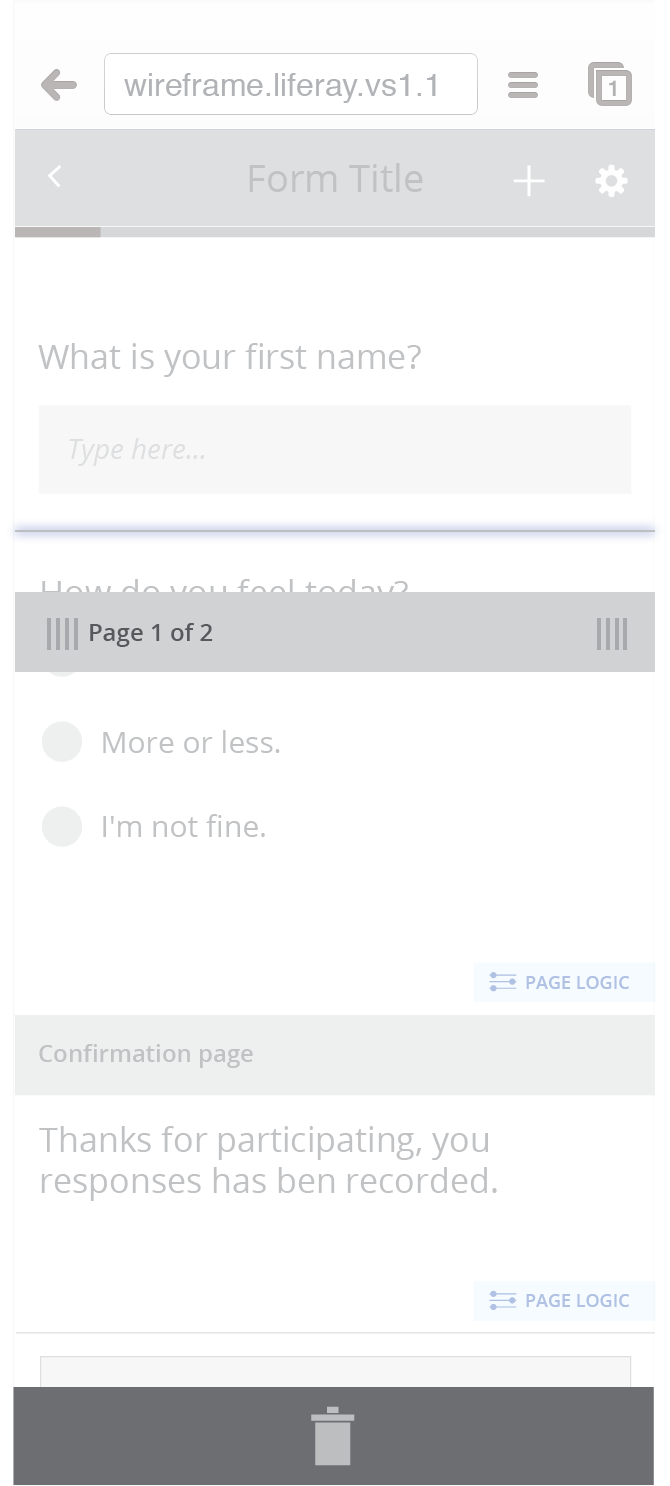 wireframe.liferay.vs1.1
1
Form Title
What is your first name?
Type here...
How do you feel today?
Page 1 of 2
More or less.
I'm not fine.
PAGE LOGIC
Confirmation page
Thanks for participating, you
responses has ben recorded.
PAGE LOGIC